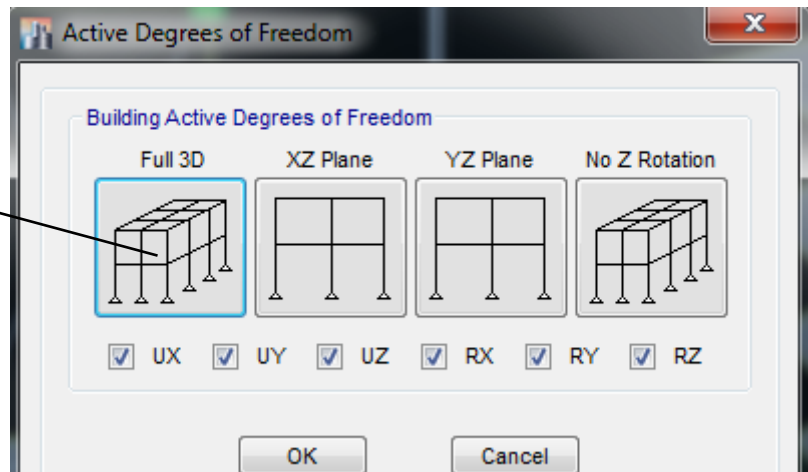 Active Degrees of Freedom
Building Active Degrees of Freedom
Full 3D XZ Plane YZ Plane No Z Rotation
UX UY UZ RX RY RZ
OK Cancel